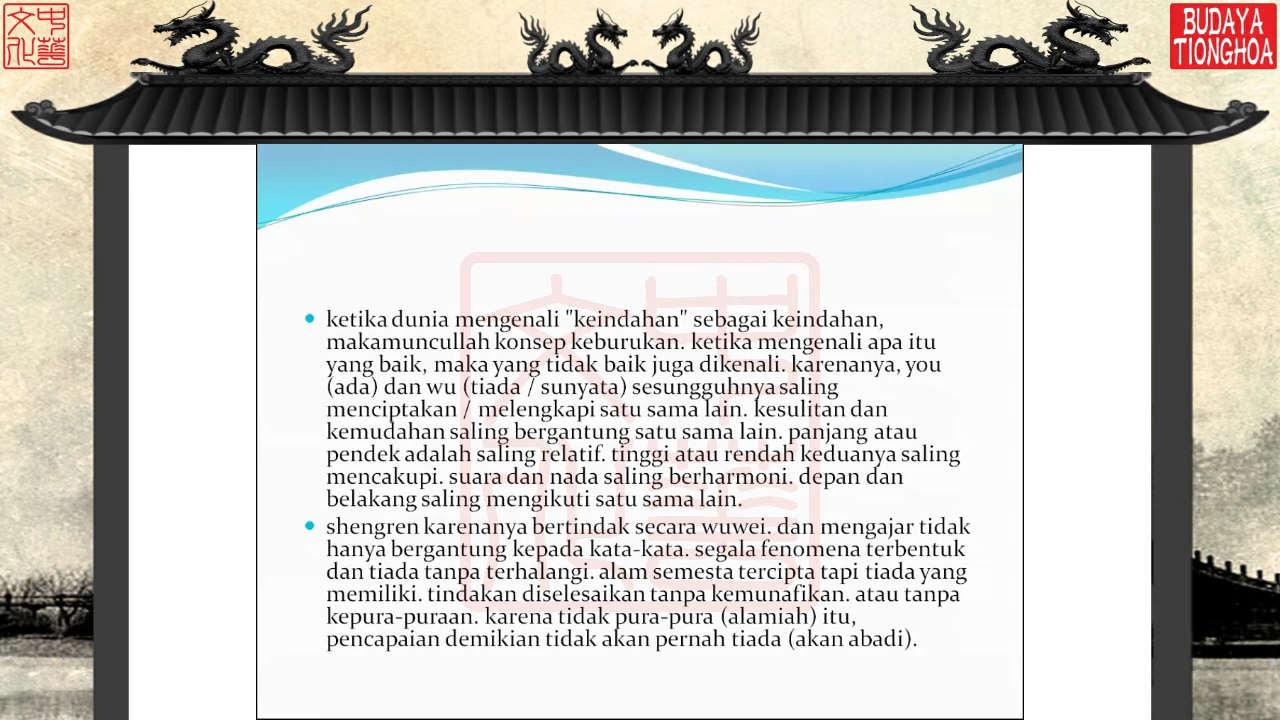 BUDAYA
TIONGHOA
ketika dunia mengenali "keindahan" sebagai keindahan,
makamuncullah konsep keburukan. ketika mengenali apa itu
yang baik, maka yang tidak baik juga dikenali. karenanya, you
(ada) dan wu (tiada / sunyata) sesungguhnya saling
menciptakan / melengkapi satu sama lain. kesulitan dan
kemudahan saling bergantung satu sama lain. panjang atau
pendek adalah saling relatif. tinggi atau rendah keduanya saling
mencakupi. suara dan nada saling berharmoni. depan dan
belakang saling mengikuti satu sama lain.
shengren karenanya bertindak secara wuwei. dan mengajar tidak
hanya bergantung kepada kata-kata. segala fenomena terbentuk
dan tiada tanpa terhalangi. alam semesta tercipta tapi tiada yang
memiliki. tindakan diselesaikan tanpa kemunafikan. atau tanpa
kepura-puraan. karena tidak pura-pura (alamiah) itu,
pencapaian demikian tidak akan pernah tiada (akan abadi).